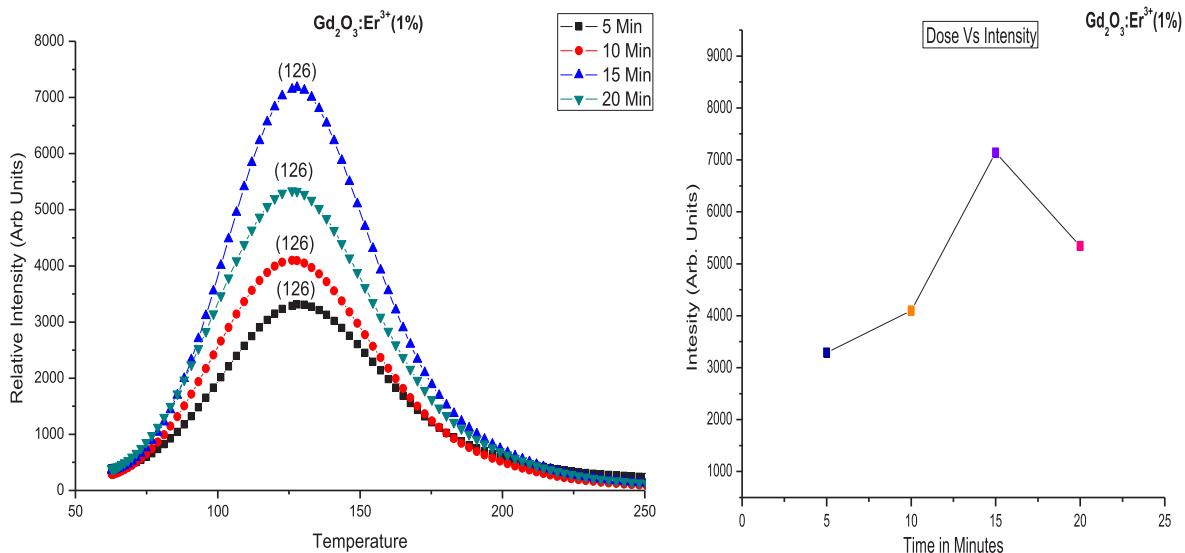 Gd₂O₃:Er³⁺(1%)
5 Min
10 Min
15 Min
20 Min
(126)
(126)
(126)
(126)
Relative Intensity (Arb Units)
8000
7000
6000
5000
4000
3000
2000
1000
0
50 100 150 200 250
Temperature
Gd₂O₃:Er³⁺(1%)
Dose Vs Intensity
Intesity (Arb. Units)
9000
8000
7000
6000
5000
4000
3000
2000
1000
0 5 10 15 20 25
Time in Minutes